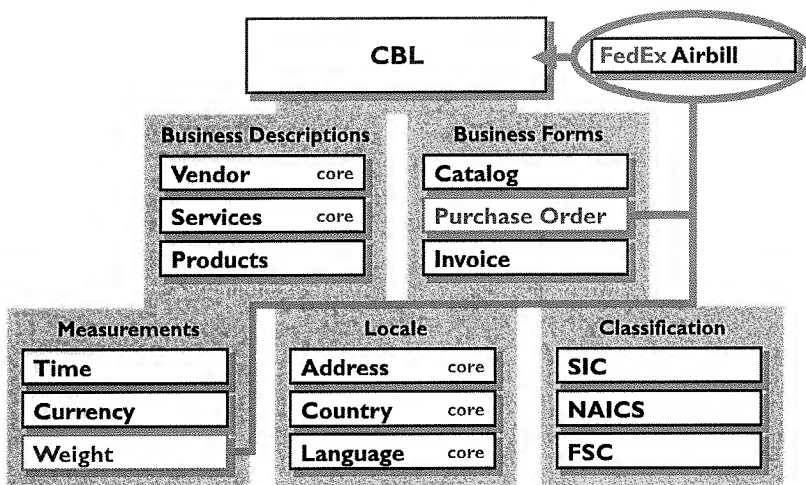 CBL
FedEx Airbill
Business Descriptions
Vendor core
Services core
Products
Business Forms
Catalog
Purchase Order
Invoice
Measurements
Time
Currency
Weight
Locale
Address core
Country core
Language core
Classification
SIC
NAICS
FSC